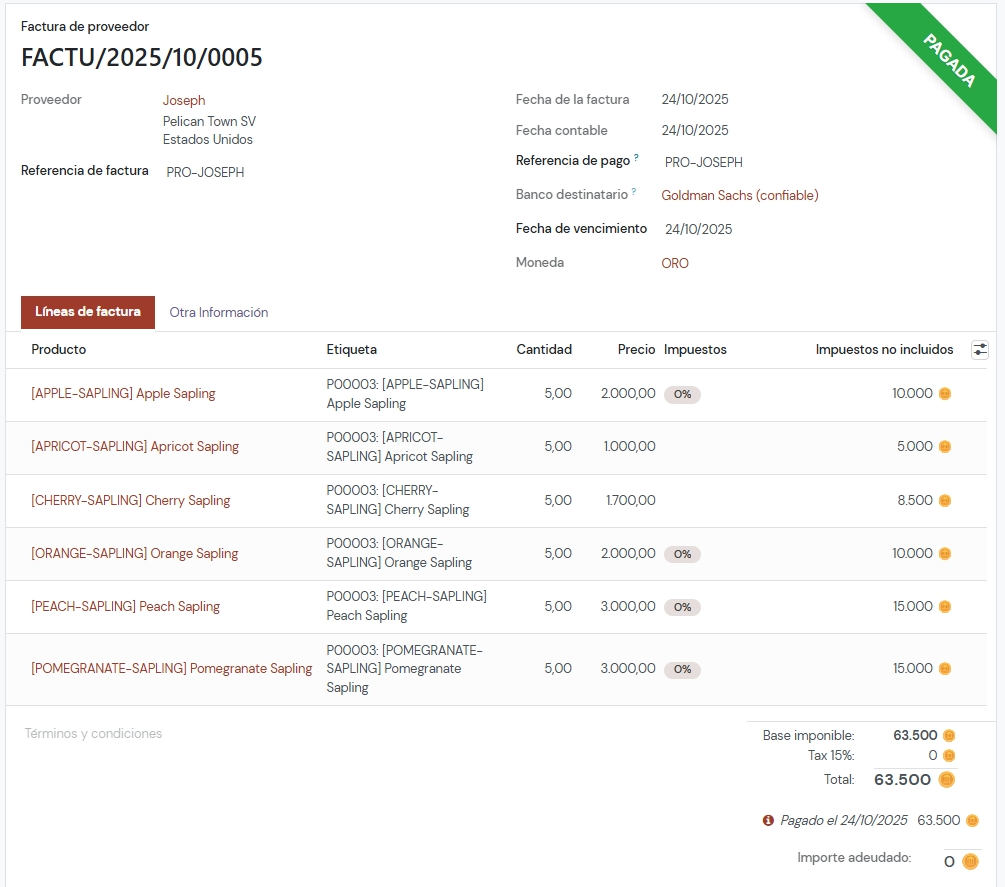 Factura de proveedor
FACTU/2025/10/0005
PAGADA
Proveedor
Joseph
Pelican Town SV
Estados Unidos
Referencia de factura PRO-JOSEPH
Fecha de la factura 24/10/2025
Fecha contable 24/10/2025
Referencia de pago ? PRO-JOSEPH
Banco destinatario ? Goldman Sachs (confiable)
Fecha de vencimiento 24/10/2025
Moneda ORO
Líneas de factura Otra Información
Producto Etiqueta Cantidad Precio Impuestos Impuestos no incluidos
[APPLE-SAPLING] Apple Sapling P00003: [APPLE-SAPLING] 5,00 2.000,00 0% 10.000
Apple Sapling
[APRICOT-SAPLING] Apricot Sapling P00003: [APRICOT- 5,00 1.000,00 5.000
SAPLING] Apricot Sapling
[CHERRY-SAPLING] Cherry Sapling P00003: [CHERRY- 5,00 1.700,00 8.500
SAPLING] Cherry Sapling
[ORANGE-SAPLING] Orange Sapling P00003: [ORANGE- 5,00 2.000,00 0% 10.000
SAPLING] Orange Sapling
[PEACH-SAPLING] Peach Sapling P00003: [PEACH-SAPLING] 5,00 3.000,00 0% 15.000
Peach Sapling
[POMEGRANATE-SAPLING] Pomegranate Sapling P00003: [POMEGRANATE- 5,00 3.000,00 0% 15.000
SAPLING] Pomegranate
Sapling
Términos y condiciones
Base imponible: 63.500
Tax 15%: 0
Total: 63.500
Pagado el 24/10/2025 63.500
Importe adeudado: 0